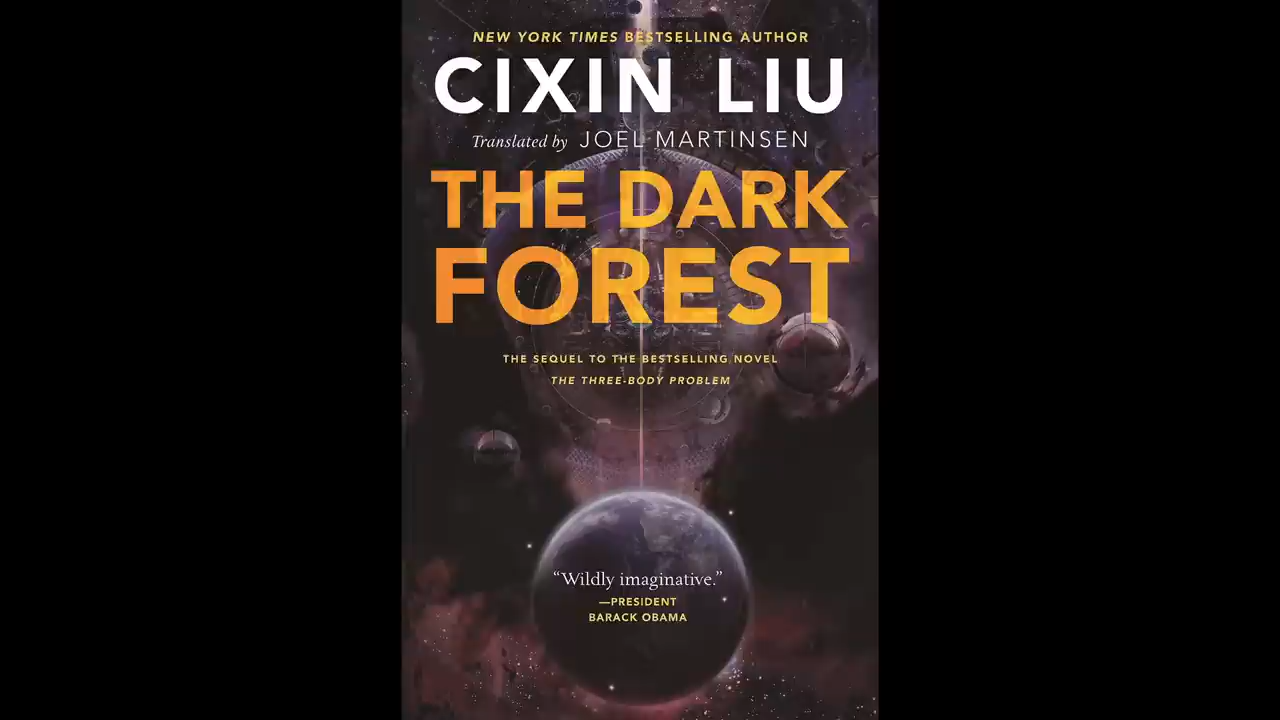 NEW YORK TIMES BESTSELLING AUTHOR
CIXIN LIU
Translated by JOEL MARTINSEN
THE DARK
FOREST
THE SEQUEL TO THE BESTSELLING NOVEL
THE THREE-BODY PROBLEM
“Wildly imaginative.”
—PRESIDENT
BARACK OBAMA